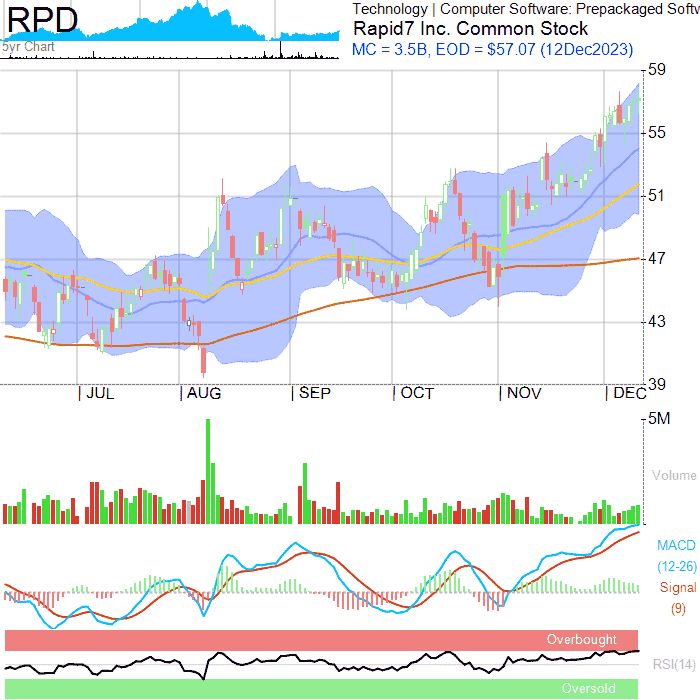 RPD
5yr Chart
Technology | Computer Software: Prepackaged Softw
Rapid7 Inc. Common Stock
MC = 3.5B, EOD = $57.07 (12Dec2023)
59
55
51
47
43
39
JUL AUG SEP OCT NOV DEC
5M
Volume
MACD
(12-26)
Signal
(9)
Overbought
RSI(14)
Oversold